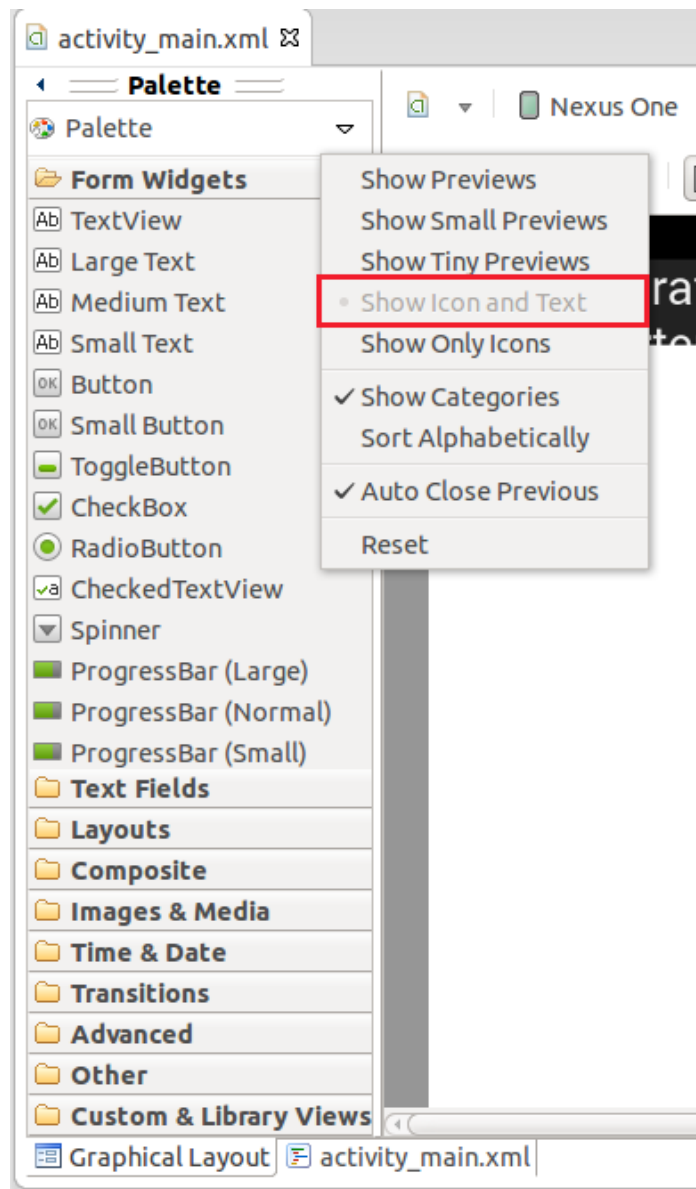 activity_main.xml
Palette
Palette
Nexus One
Form Widgets
TextView
Large Text
Medium Text
Small Text
Button
Small Button
ToggleButton
CheckBox
RadioButton
CheckedTextView
Spinner
ProgressBar (Large)
ProgressBar (Normal)
ProgressBar (Small)
Text Fields
Layouts
Composite
Images & Media
Time & Date
Transitions
Advanced
Other
Custom & Library Views
Show Previews
Show Small Previews
Show Tiny Previews
Show Icon and Text
Show Only Icons
Show Categories
Sort Alphabetically
Auto Close Previous
Reset
Graphical Layout
activity_main.xml